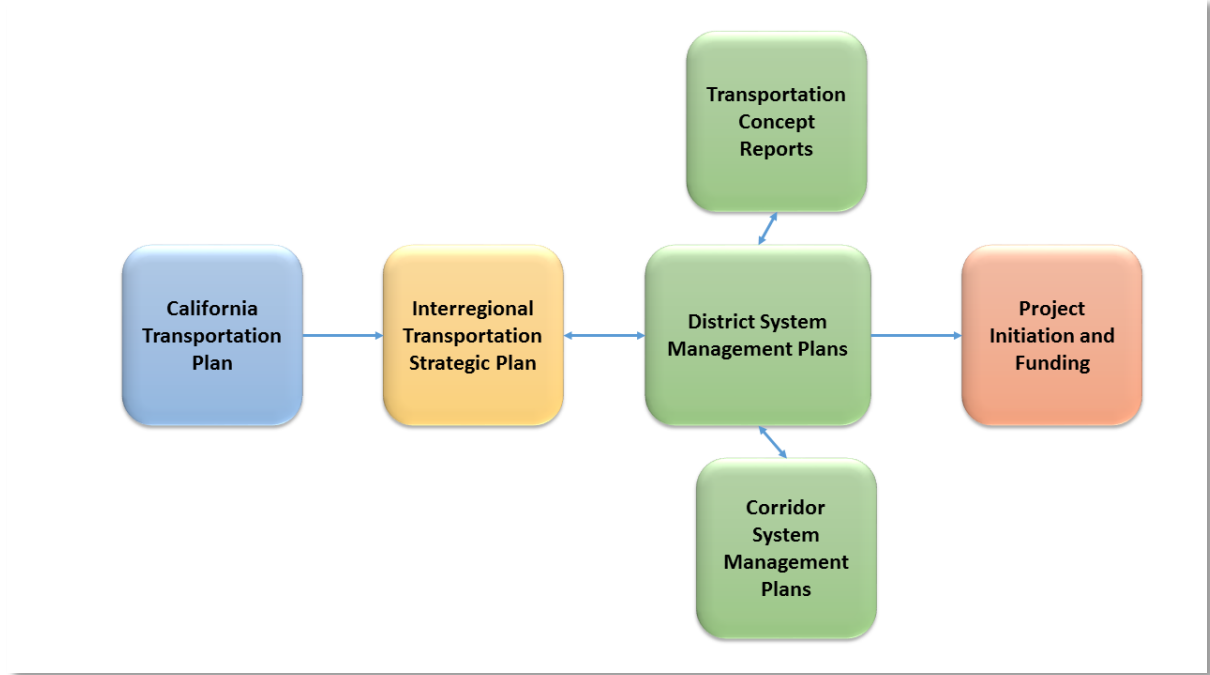 Transportation
Concept
Reports
California
Transportation
Plan
Interregional
Transportation
Strategic Plan
District System
Management Plans
Project
Initiation and
Funding
Corridor
System
Management
Plans